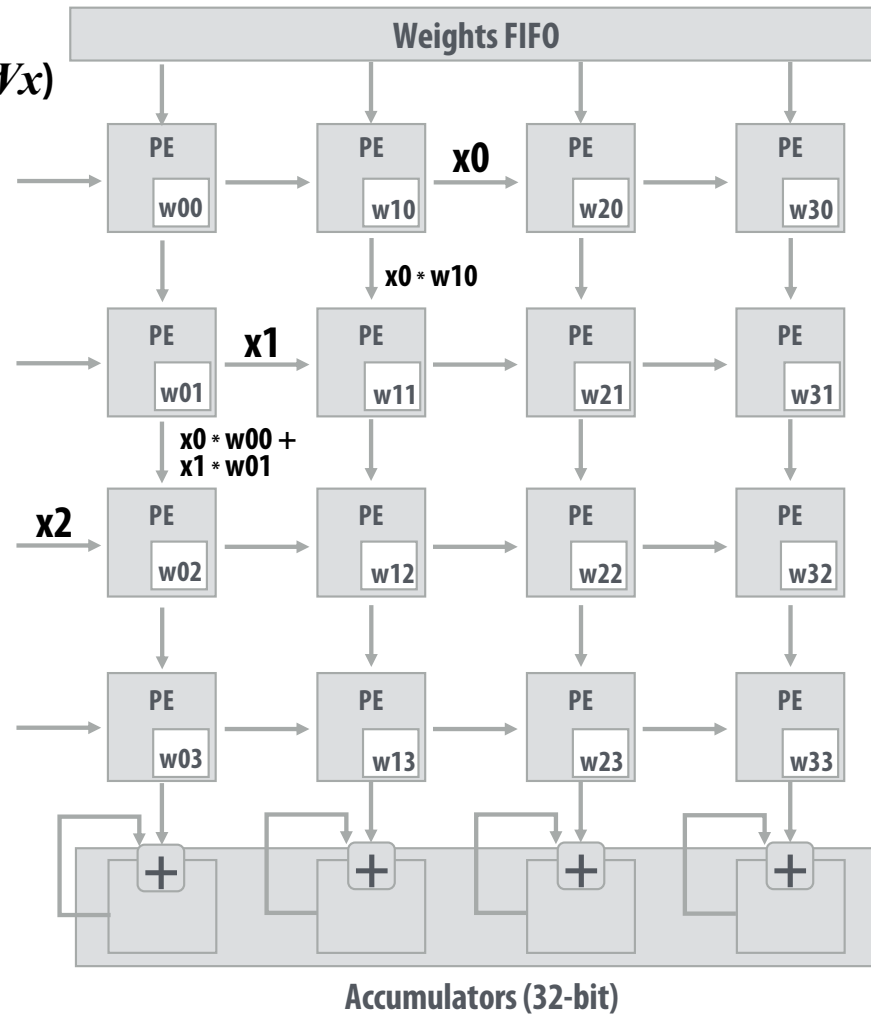 Weights FIFO
Wx)
PE PE PE PE
x0
w00 w10 w20 w30
x0 * w10
PE PE PE PE
x1
w01 w11 w21 w31
x0 * w00 +
x1 * w01
PE PE PE PE
x2
w02 w12 w22 w32
PE PE PE PE
w03 w13 w23 w33
+ + + +
Accumulators (32-bit)